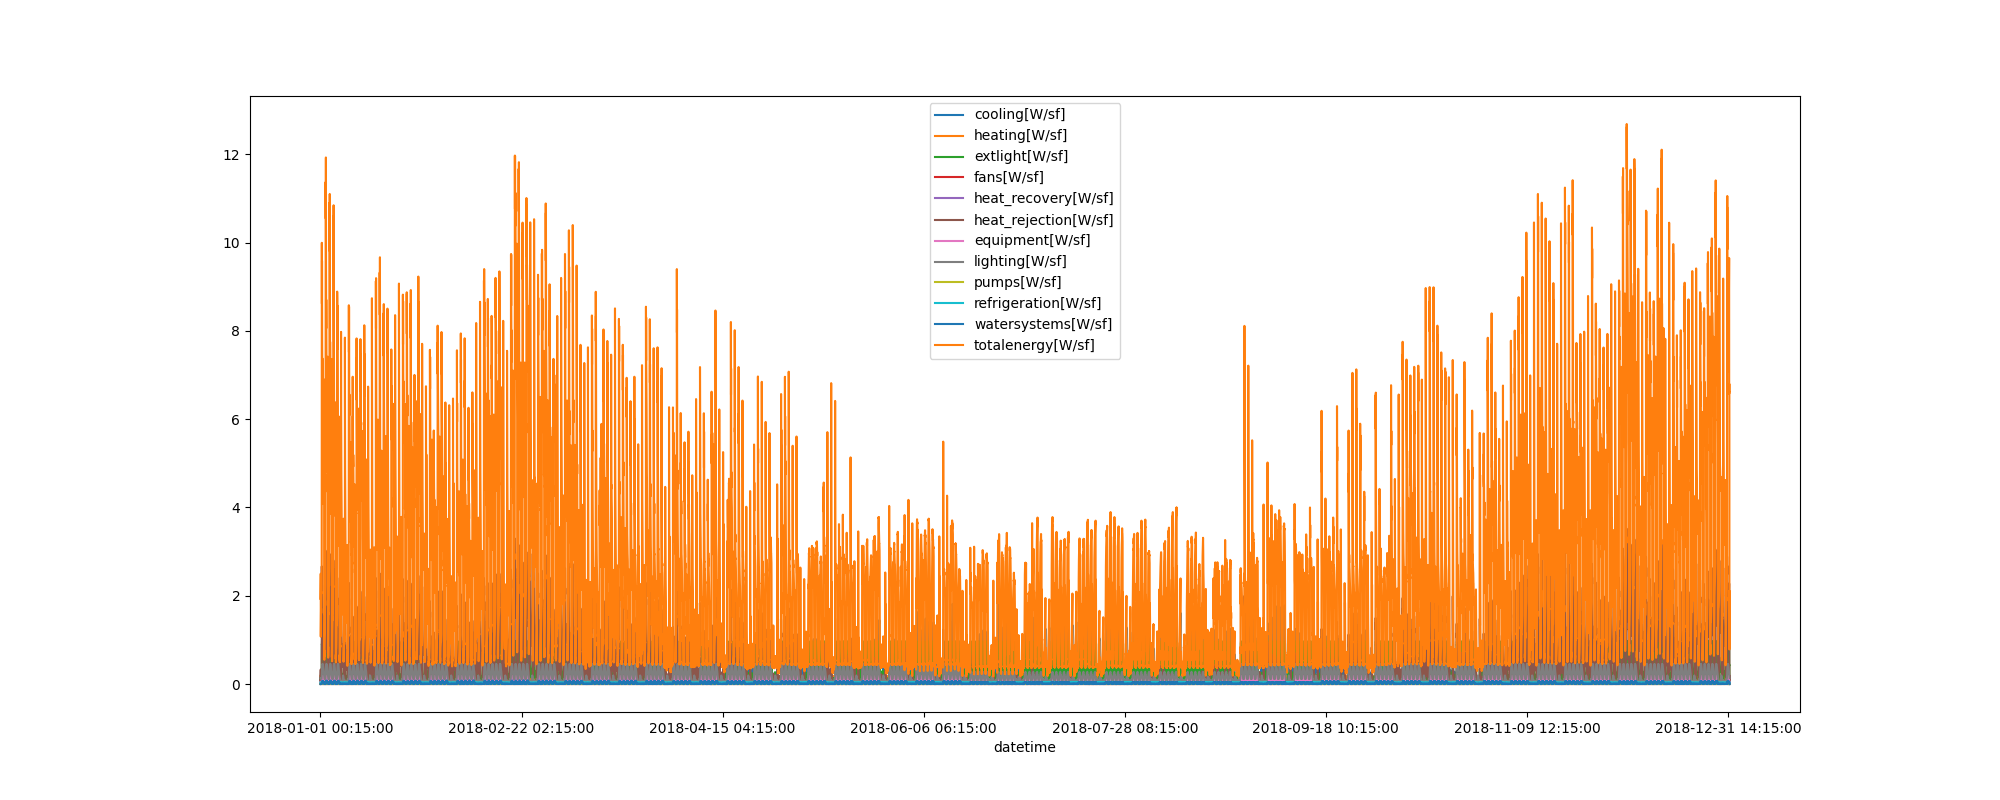 cooling[W/sf]
heating[W/sf]
extlight[W/sf]
fans[W/sf]
heat_recovery[W/sf]
heat_rejection[W/sf]
equipment[W/sf]
lighting[W/sf]
pumps[W/sf]
refrigeration[W/sf]
watersystems[W/sf]
totalenergy[W/sf]
12
10
8
6
4
2
0
2018-01-01 00:15:00 2018-02-22 02:15:00 2018-04-15 04:15:00 2018-06-06 06:15:00 2018-07-28 08:15:00 2018-09-18 10:15:00 2018-11-09 12:15:00 2018-12-31 14:15:00
datetime